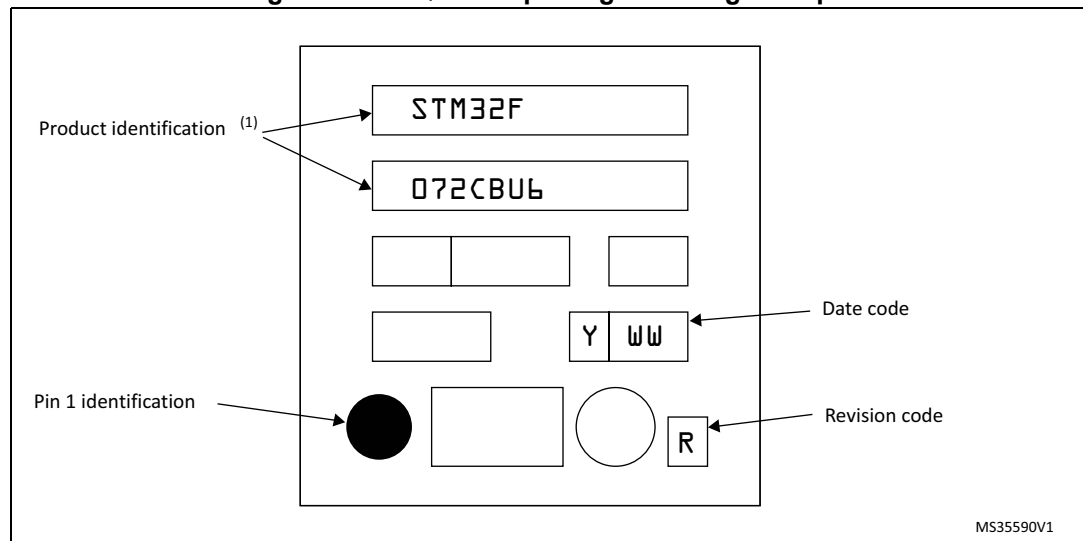 STM32F
Product identification (1)
072CBU6
Date code
Y WW
Pin 1 identification
Revision code
R
MS35590V1